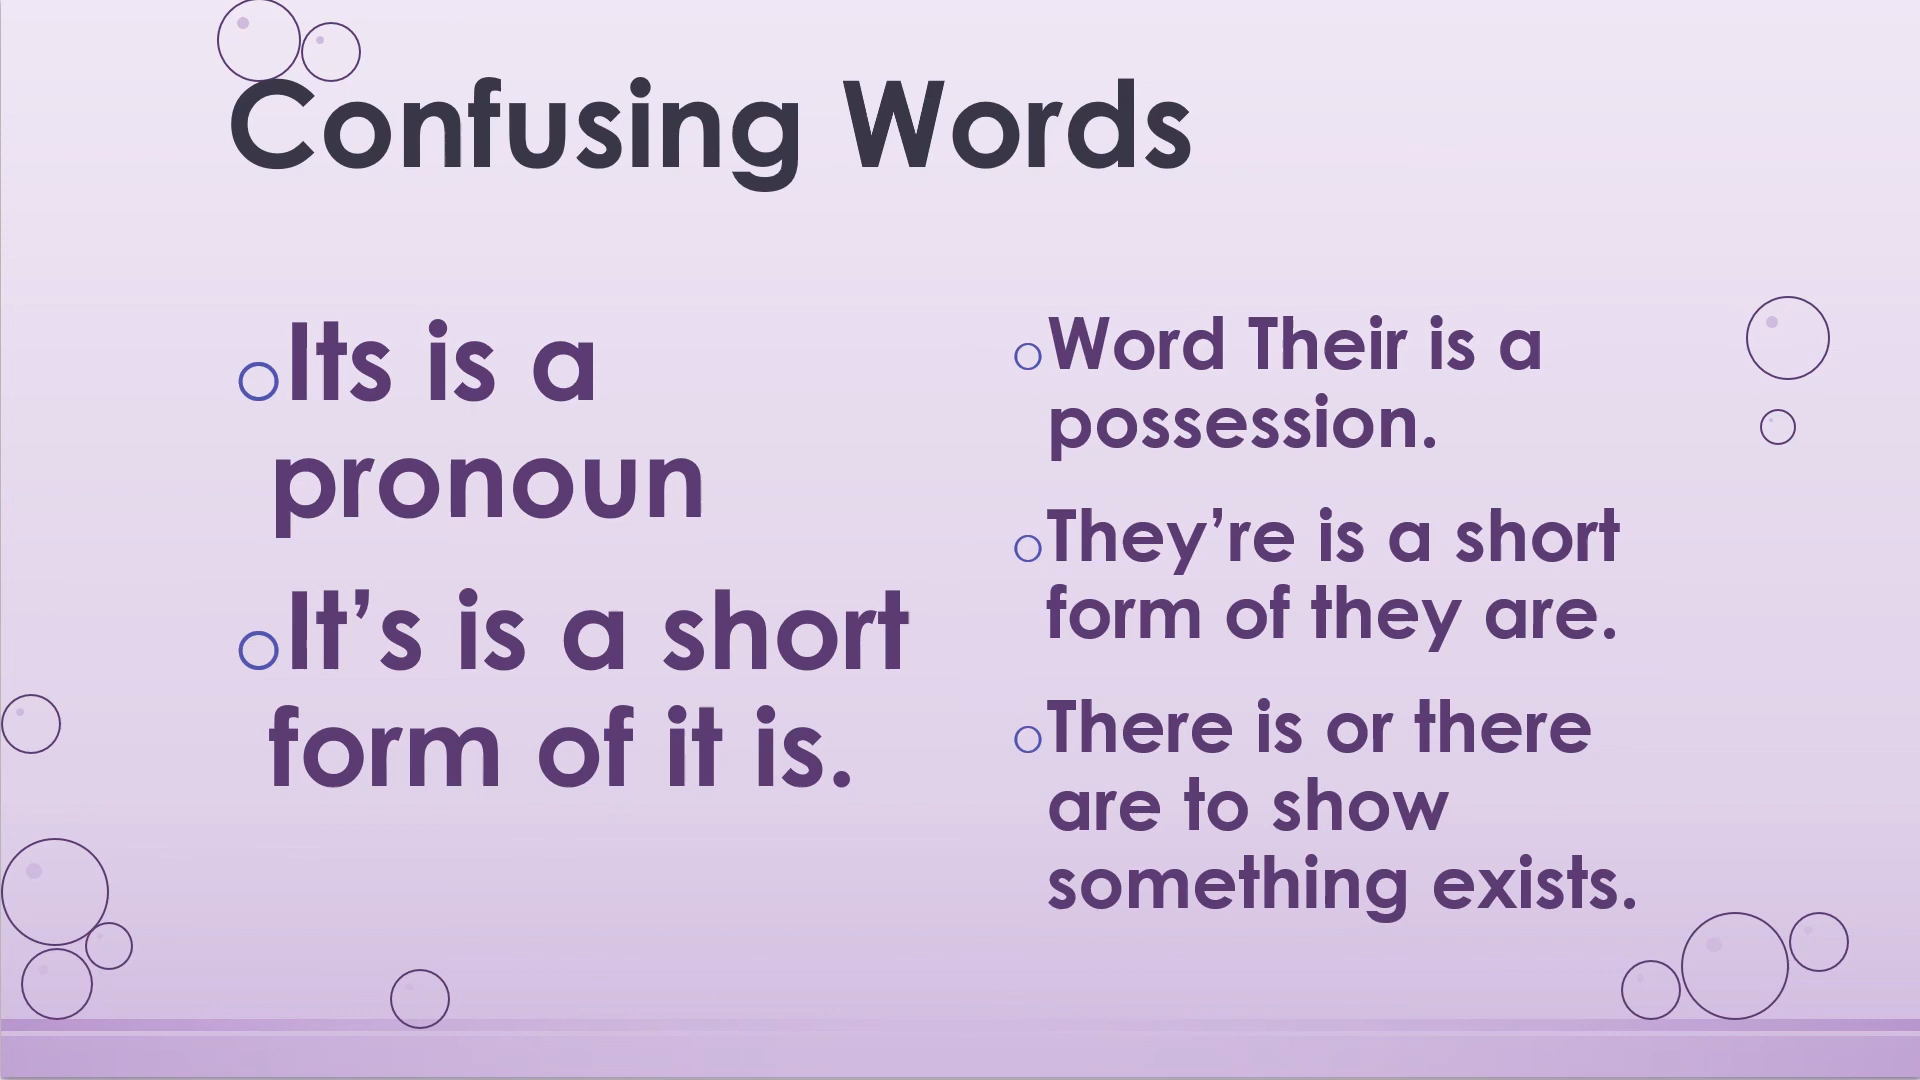 Confusing Words
Its is a
pronoun
It’s is a short
form of it is.
Word Their is a
possession.
They’re is a short
form of they are.
There is or there
are to show
something exists.